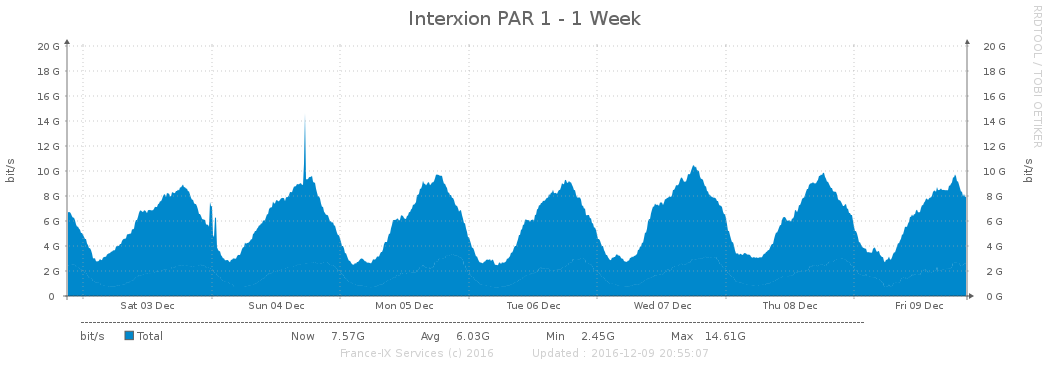 Interxion PAR 1 - 1 Week
RRDTOOL / TOBI OETIKER
20 G 20 G
18 G 18 G
16 G 16 G
14 G 14 G
12 G 12 G
10 G 10 G
8 G 8 G
6 G 6 G
4 G 4 G
2 G 2 G
0 0 G
bit/s
bit/s
Sat 03 Dec Sun 04 Dec Mon 05 Dec Tue 06 Dec Wed 07 Dec Thu 08 Dec Fri 09 Dec
bit/s Total Now 7.57G Avg 6.03G Min 2.45G Max 14.61G
France-IX Services (c) 2016 Updated : 2016-12-09 20:55:07